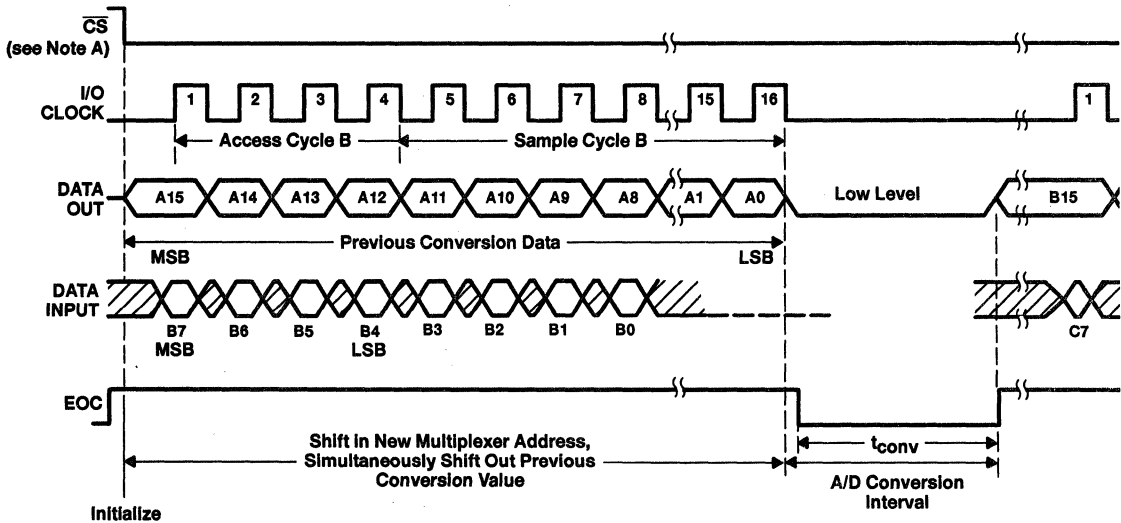 CS
(see Note A)
I/O
CLOCK
1 2 3 4 5 6 7 8 15 16 1
Access Cycle B Sample Cycle B
DATA
OUT
A15 A14 A13 A12 A11 A10 A9 A8 A1 A0 Low Level B15
Previous Conversion Data
MSB LSB
DATA
INPUT
B7 B6 B5 B4 B3 B2 B1 B0 C7
MSB LSB
EOC
Shift in New Multiplexer Address,
Simultaneously Shift Out Previous
Conversion Value
tconv
A/D Conversion
Interval
Initialize